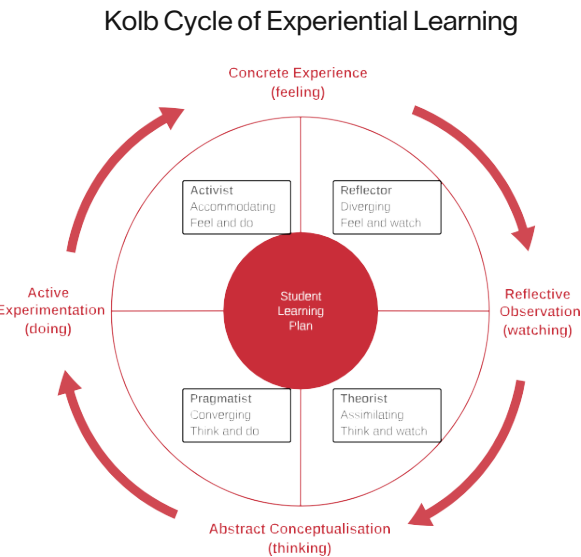 Kolb Cycle of Experiential Learning
Concrete Experience
(feeling)
Activist
Accommodating
Feel and do
Reflector
Diverging
Feel and watch
Active
Experimentation
(doing)
Student
Learning
Plan
Reflective
Observation
(watching)
Pragmatist
Converging
Think and do
Theorist
Assimilating
Think and watch
Abstract Conceptualisation
(thinking)